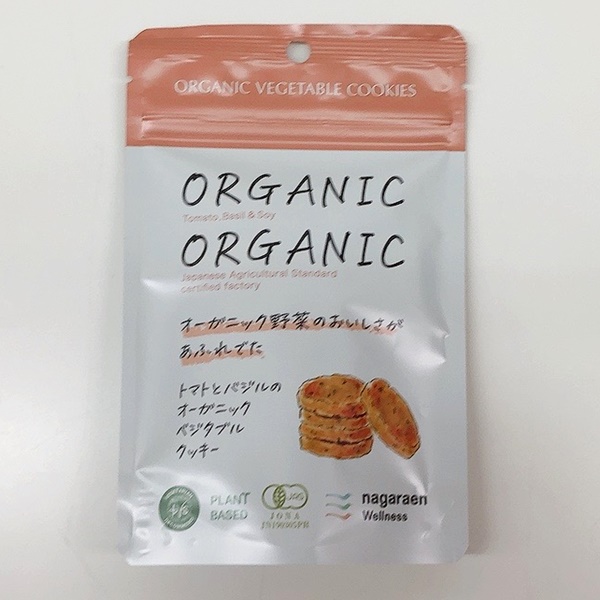 ORGANIC VEGETABLE COOKIES
ORGANIC
Tomato, Basil & Soy
ORGANIC
Japanese Agricultural Standard
certified factory
オーガニック野菜のおいしさが
あふれでた
トマトとバジルの
オーガニック
ベジタブル
クッキー
PLANT
BASED
JAS
JONA
nagaraen
Wellness